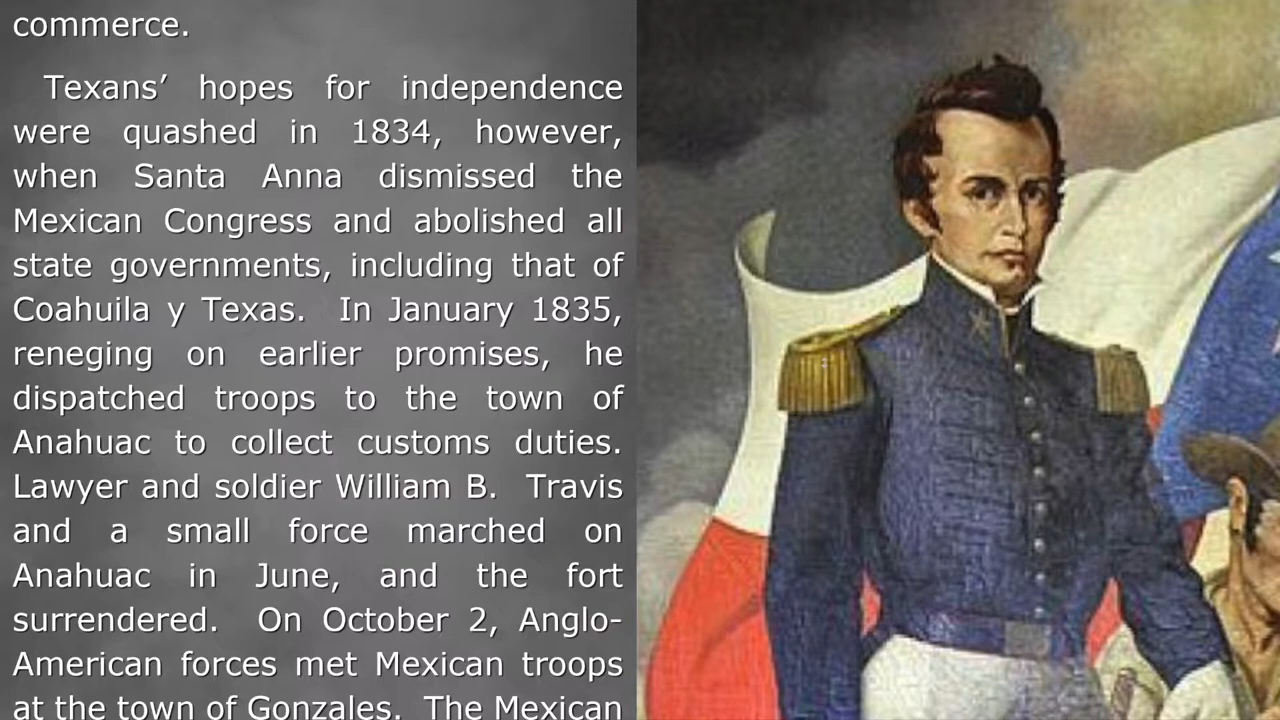 commerce.
Texans’ hopes for independence
were quashed in 1834, however,
when Santa Anna dismissed the
Mexican Congress and abolished all
state governments, including that of
Coahuila y Texas. In January 1835,
reneging on earlier promises, he
dispatched troops to the town of
Anahuac to collect customs duties.
Lawyer and soldier William B. Travis
and a small force marched on
Anahuac in June, and the fort
surrendered. On October 2, Anglo-
American forces met Mexican troops
at the town of Gonzales. The Mexican